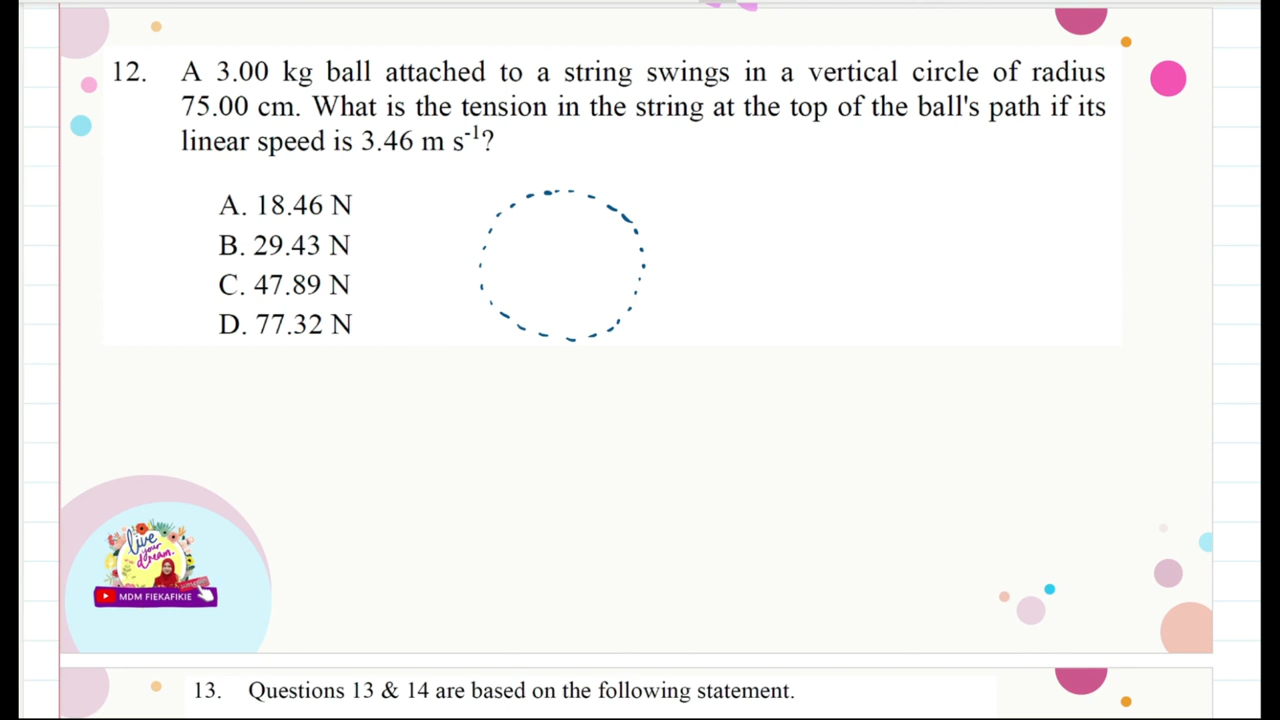 12. A 3.00 kg ball attached to a string swings in a vertical circle of radius
75.00 cm. What is the tension in the string at the top of the ball's path if its
linear speed is 3.46 m s⁻¹?
A. 18.46 N
B. 29.43 N
C. 47.89 N
D. 77.32 N
live
your
dream.
MDM FIEKAFIKIE
13. Questions 13 & 14 are based on the following statement.